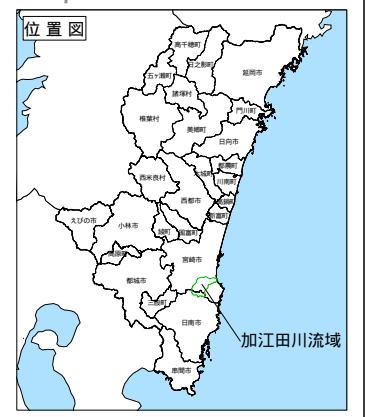 位置図
高千穂町
日之影町
延岡市
五ヶ瀬町
諸塚村
門川町
椎葉村
美郷町
日向市
都農町
木城町
川南町
西米良村
西都市
高鍋町
新富町
えびの市
小林市
綾町
国富町
宮崎市
高原町
都城市
三股町
日南市
加江田川流域
串間市